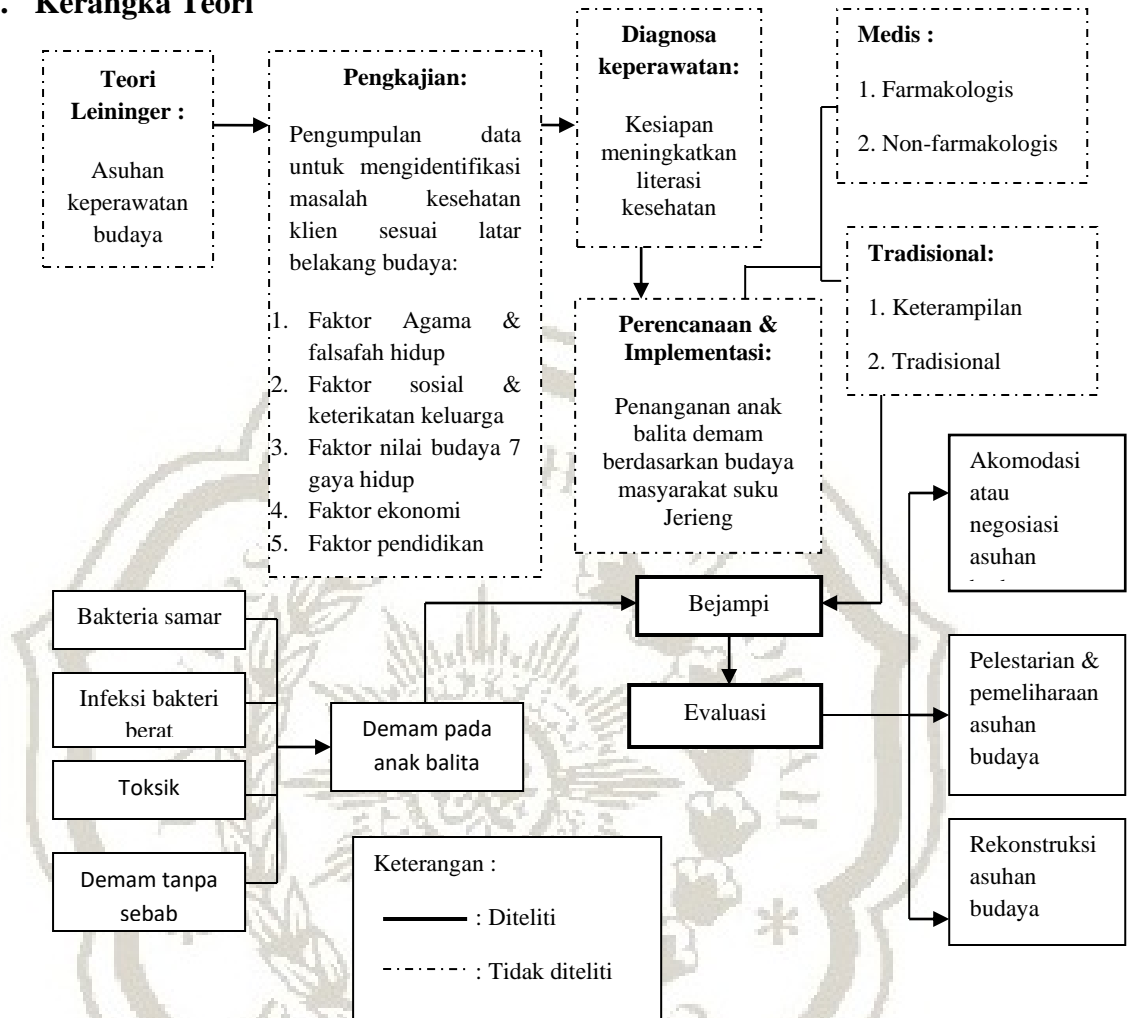 . Kerangka Teori
Teori
Leininger :
Asuhan
keperawatan
budaya
Pengkajian:
Pengumpulan data
untuk mengidentifikasi
masalah kesehatan
klien sesuai latar
belakang budaya:
1. Faktor Agama &
falsafah hidup
2. Faktor sosial &
keterikatan keluarga
3. Faktor nilai budaya 7
gaya hidup
4. Faktor ekonomi
5. Faktor pendidikan
Diagnosa
keperawatan:
Kesiapan
meningkatkan
literasi
kesehatan
Medis :
1. Farmakologis
2. Non-farmakologis
Tradisional:
1. Keterampilan
2. Tradisional
Perencanaan &
Implementasi:
Penanganan anak
balita demam
berdasarkan budaya
masyarakat suku
Jerieng
Bakteria samar
Infeksi bakteri
berat
Toksik
Demam tanpa
sebab
Demam pada
anak balita
Bejampi
Evaluasi
Akomodasi
atau
negosiasi
asuhan
Pelestarian &
pemeliharaan
asuhan
budaya
Rekonstruksi
asuhan
budaya
Keterangan :
: Diteliti
: Tidak diteliti